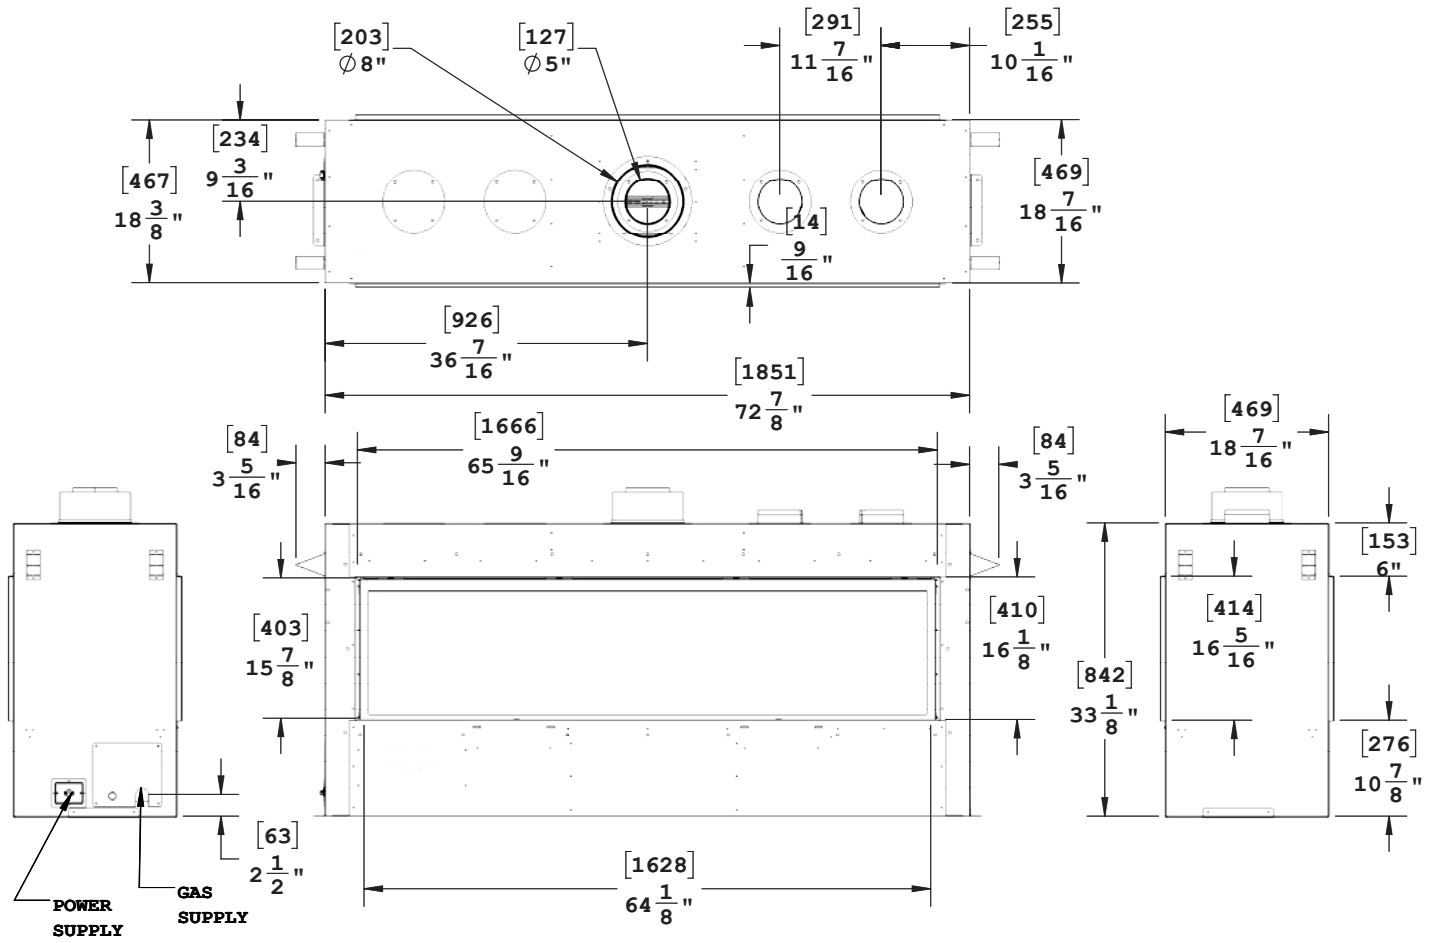 [203]
∅ 8"
[127]
∅ 5"
[291]
11 7/16 "
[255]
10 1/16 "
[234]
9 3/16 "
[467]
18 3/8 "
[469]
18 7/16 "
[14]
9/16 "
[926]
36 7/16 "
[1851]
72 7/8 "
[84]
3 5/16 "
[1666]
65 9/16 "
[84]
3 5/16 "
[469]
18 7/16 "
[153]
6"
[403]
15 7/8 "
[410]
16 1/8 "
[414]
16 5/16 "
[842]
33 1/8 "
[276]
10 7/8 "
[63]
2 1/2 "
[1628]
64 1/8 "
POWER
SUPPLY
GAS
SUPPLY